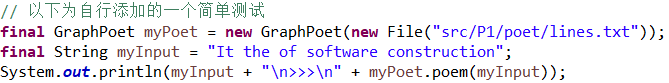 // 以下为自行添加的一个简单测试
final GraphPoet myPoet = new GraphPoet(new File("src/P1/poet/lines.txt"));
final String myInput = "It the of software construction";
System.out.println(myInput + "\n>>>\n" + myPoet.poem(myInput));